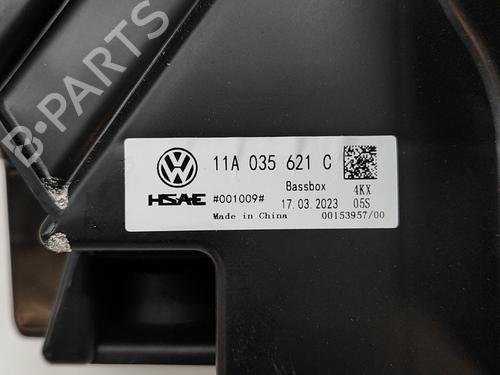 B-PARTS
11A 035 621 C
HSAE #001009# Bassbox 4KX
17.03.2023 05S
Made in China 00153957/00